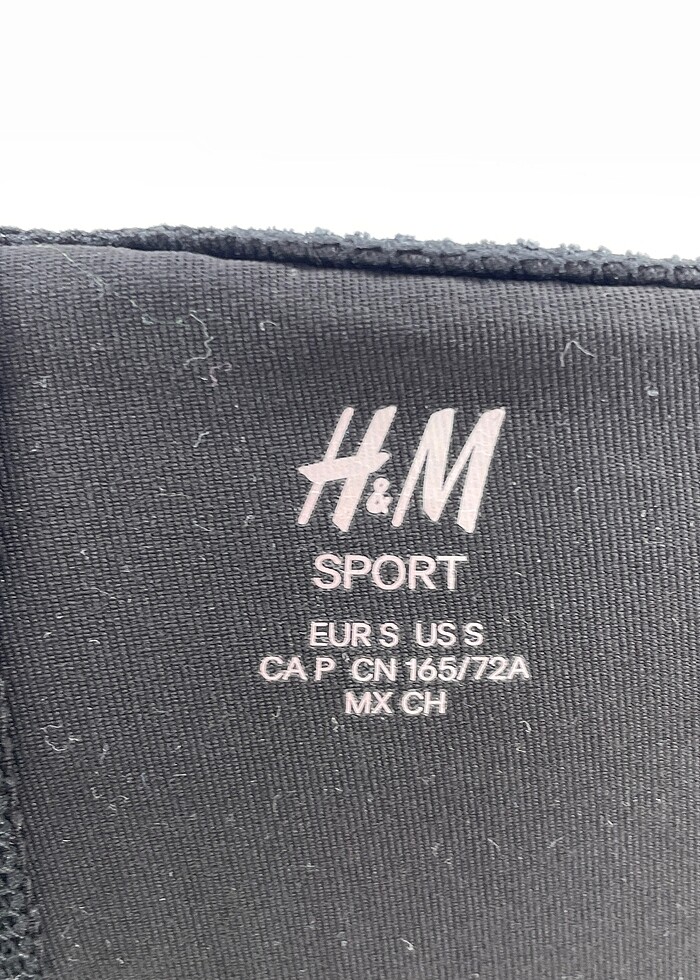 H&M
SPORT
EUR S US S
CA P CN 165/72A
MX CH